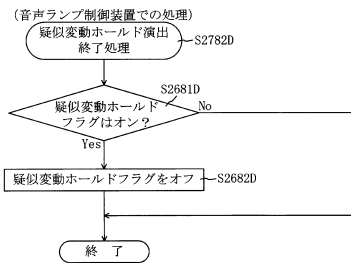 (音声ランプ制御装置での処理)
疑似変動ホールド演出
終了処理
S2782D
S2681D
疑似変動ホールド
フラグはオン?
No
Yes
疑似変動ホールドフラグをオフ
S2682D
終 了